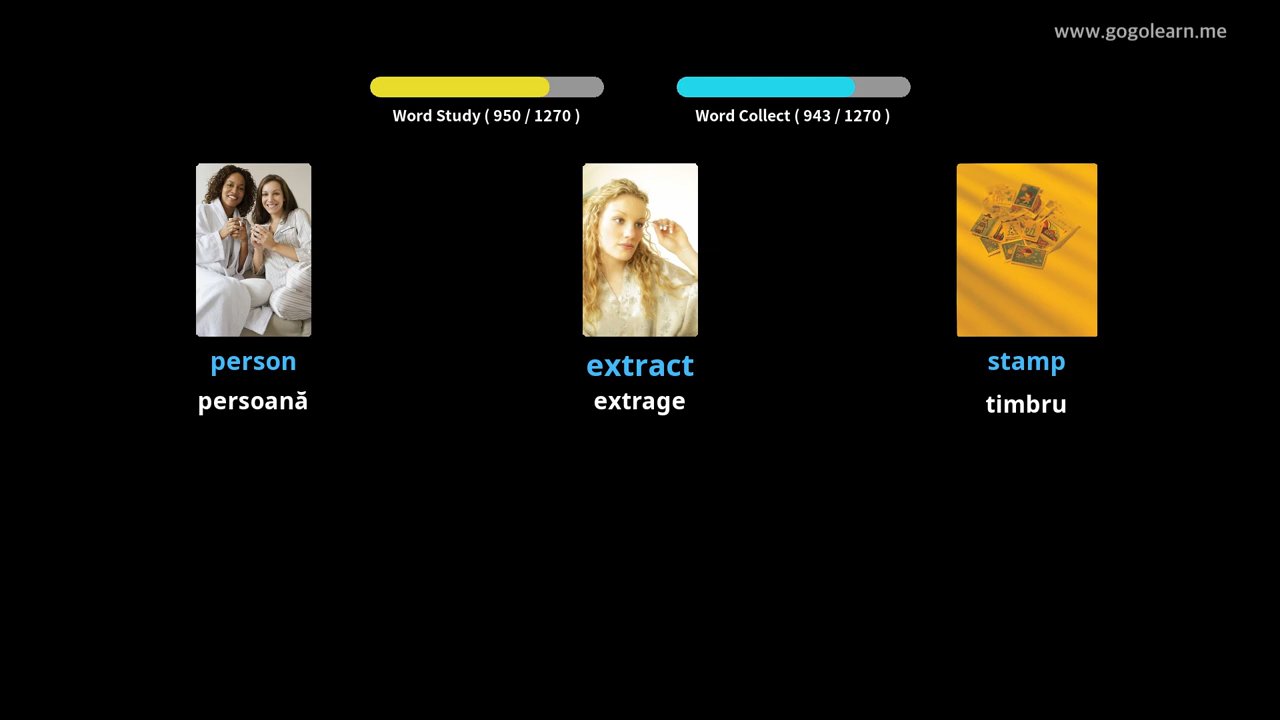 www.gogolearn.me
Word Study ( 950 / 1270 )
Word Collect ( 943 / 1270 )
person
extract
stamp
persoană
extrage
timbru